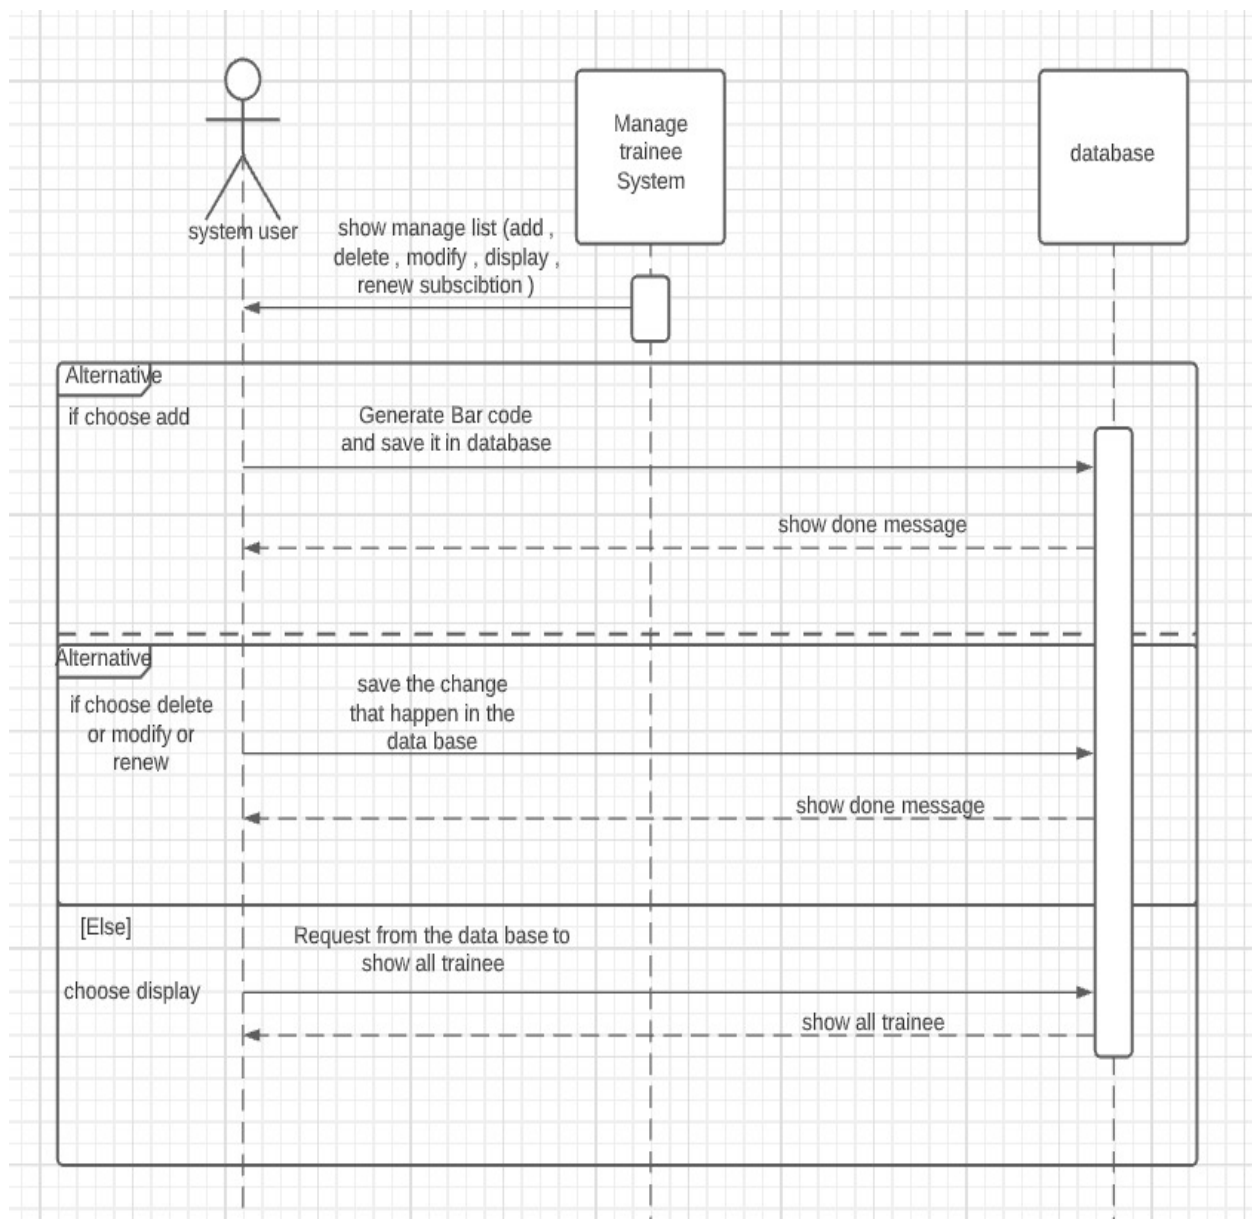 Manage
trainee
System
database
system user
show manage list (add ,
delete , modify , display ,
renew subscibtion )
Alternative
if choose add
Generate Bar code
and save it in database
show done message
Alternative
if choose delete
or modify or
renew
save the change
that happen in the
data base
show done message
[Else]
Request from the data base to
show all trainee
choose display
show all trainee